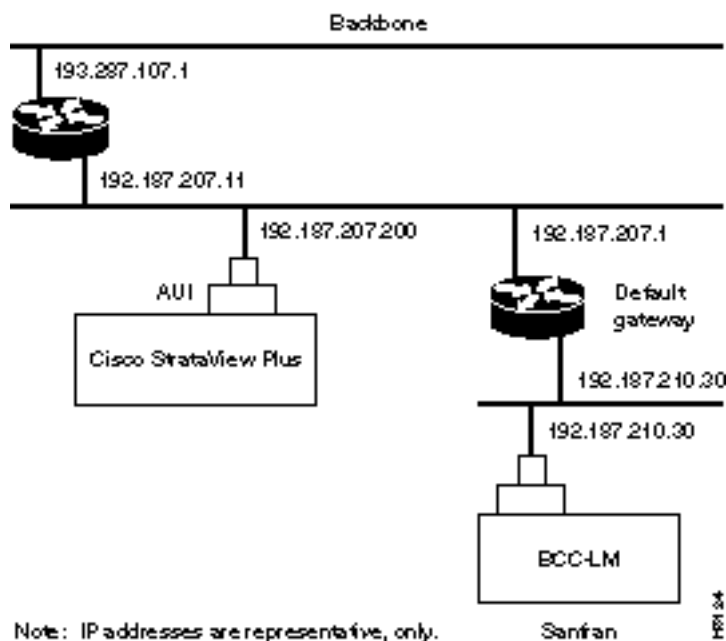 Backbone
193.287.107.1
192.187.207.11
192.187.207.200
192.187.207.1
AUI
Default
gateway
Cisco StrataView Plus
192.187.210.30
192.187.210.30
BCC-LM
Note: IP addresses are representative, only.
Sanfran